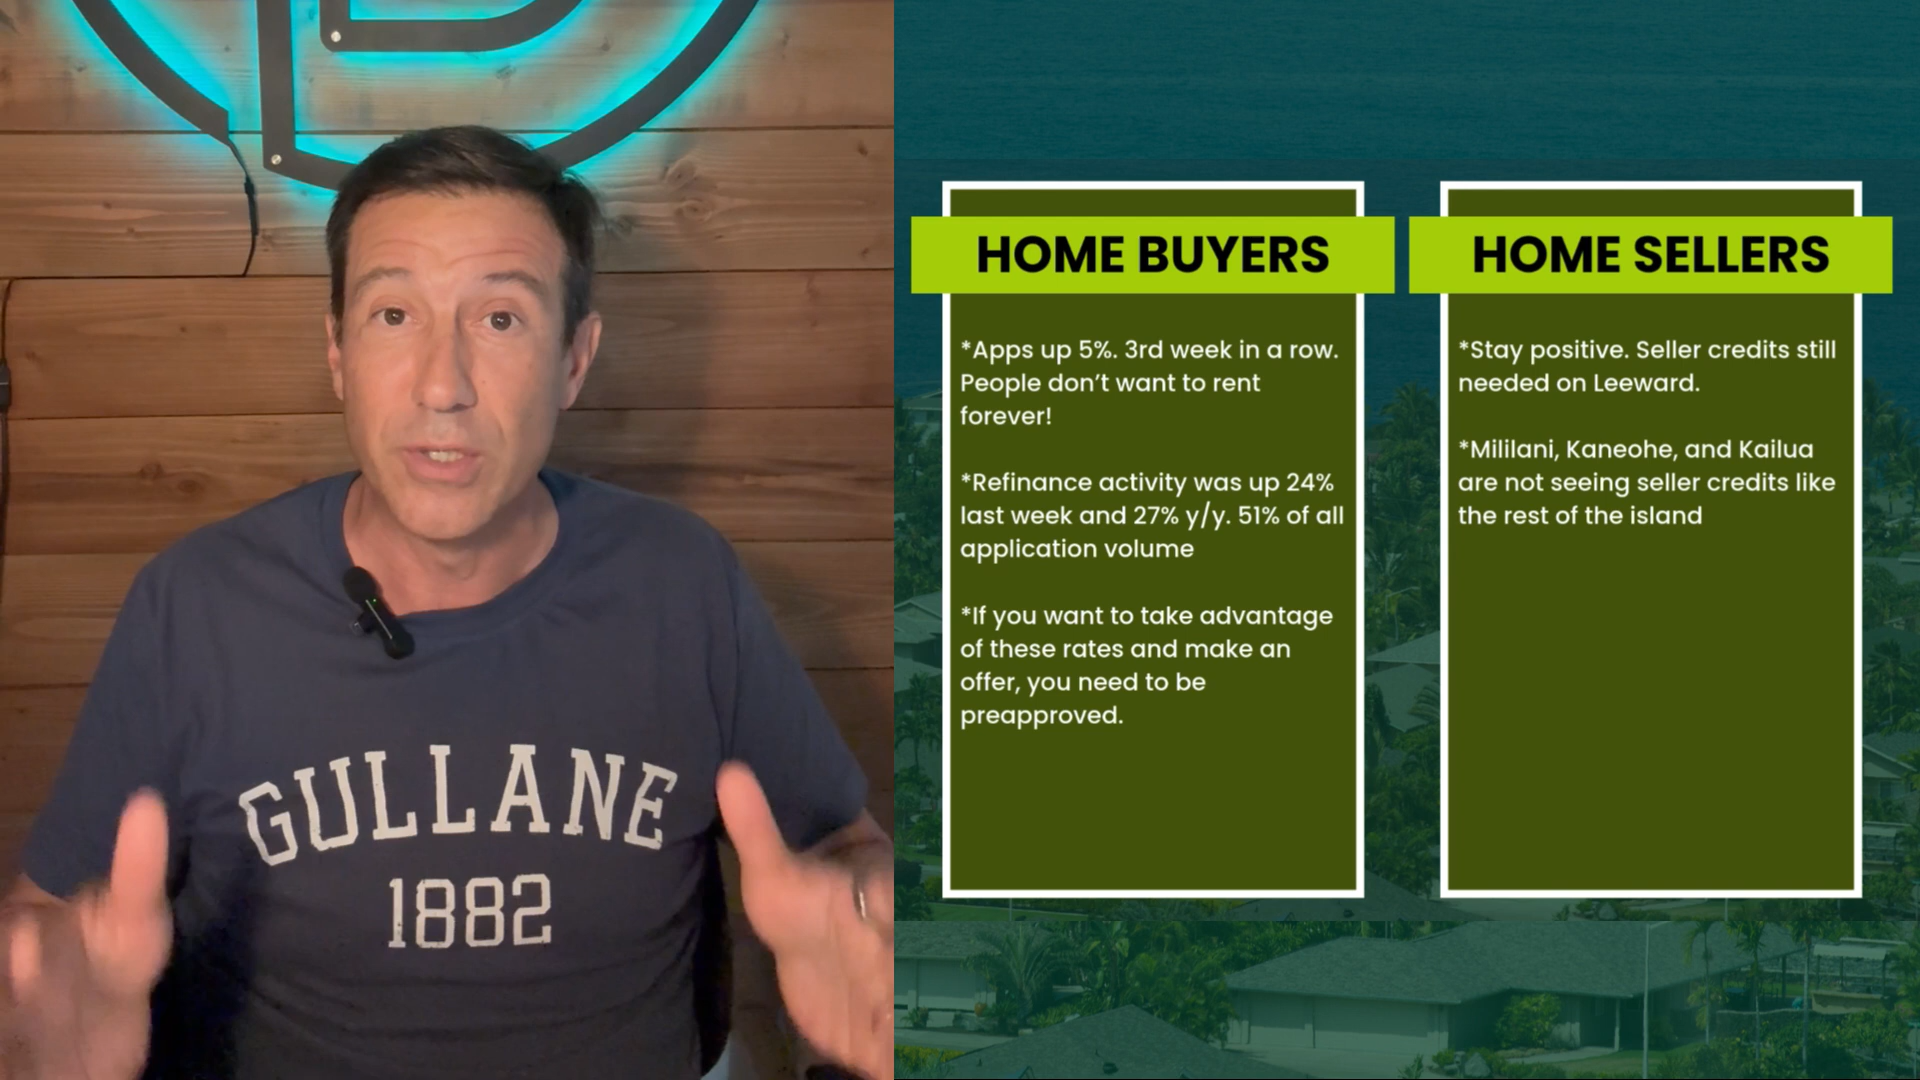 GULLANE
1882
HOME BUYERS
*Apps up 5%. 3rd week in a row.
People don’t want to rent
forever!
*Refinance activity was up 24%
last week and 27% y/y. 51% of all
application volume
*If you want to take advantage
of these rates and make an
offer, you need to be
preapproved.
HOME SELLERS
*Stay positive. Seller credits still
needed on Leeward.
*Mililani, Kaneohe, and Kailua
are not seeing seller credits like
the rest of the island